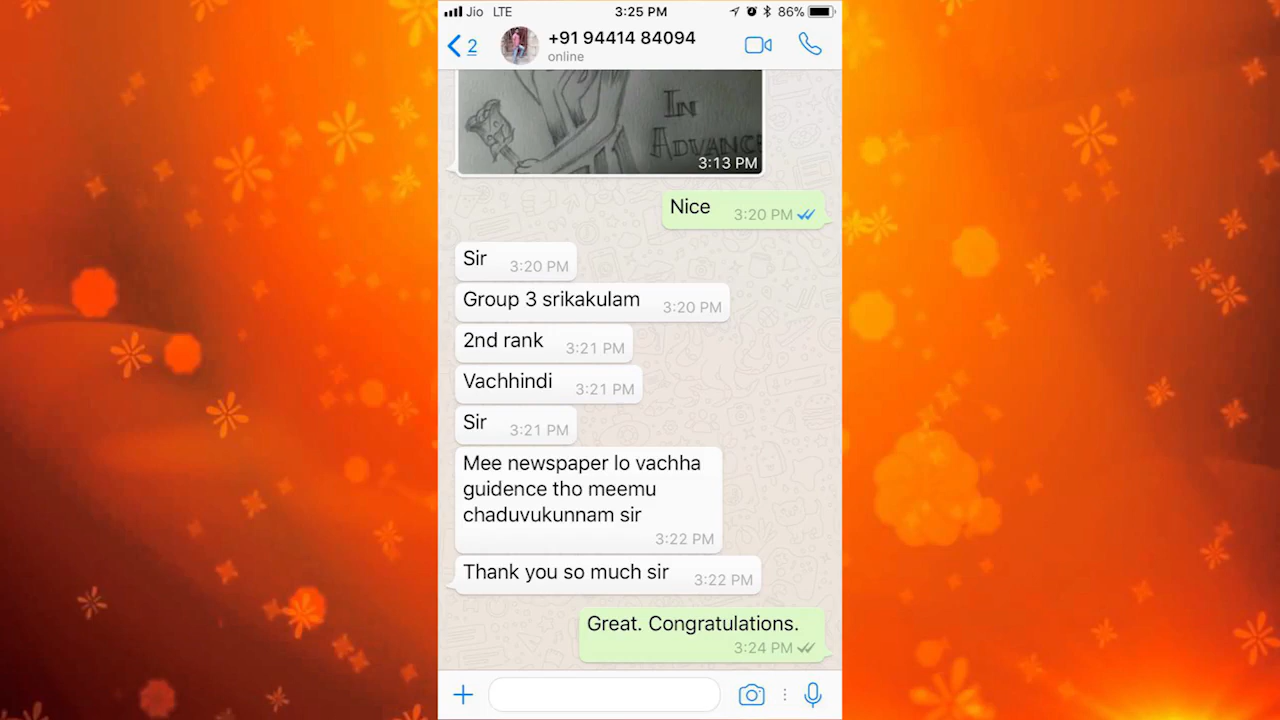 Jio LTE 3:25 PM 86%
2 +91 94414 84094
online
In
Advanc
3:13 PM
Nice 3:20 PM
Sir 3:20 PM
Group 3 srikakulam 3:20 PM
2nd rank 3:21 PM
Vachhindi 3:21 PM
Sir 3:21 PM
Mee newspaper lo vachha
guidence tho meemu
chaduvukunnam sir
3:22 PM
Thank you so much sir 3:22 PM
Great. Congratulations.
3:24 PM